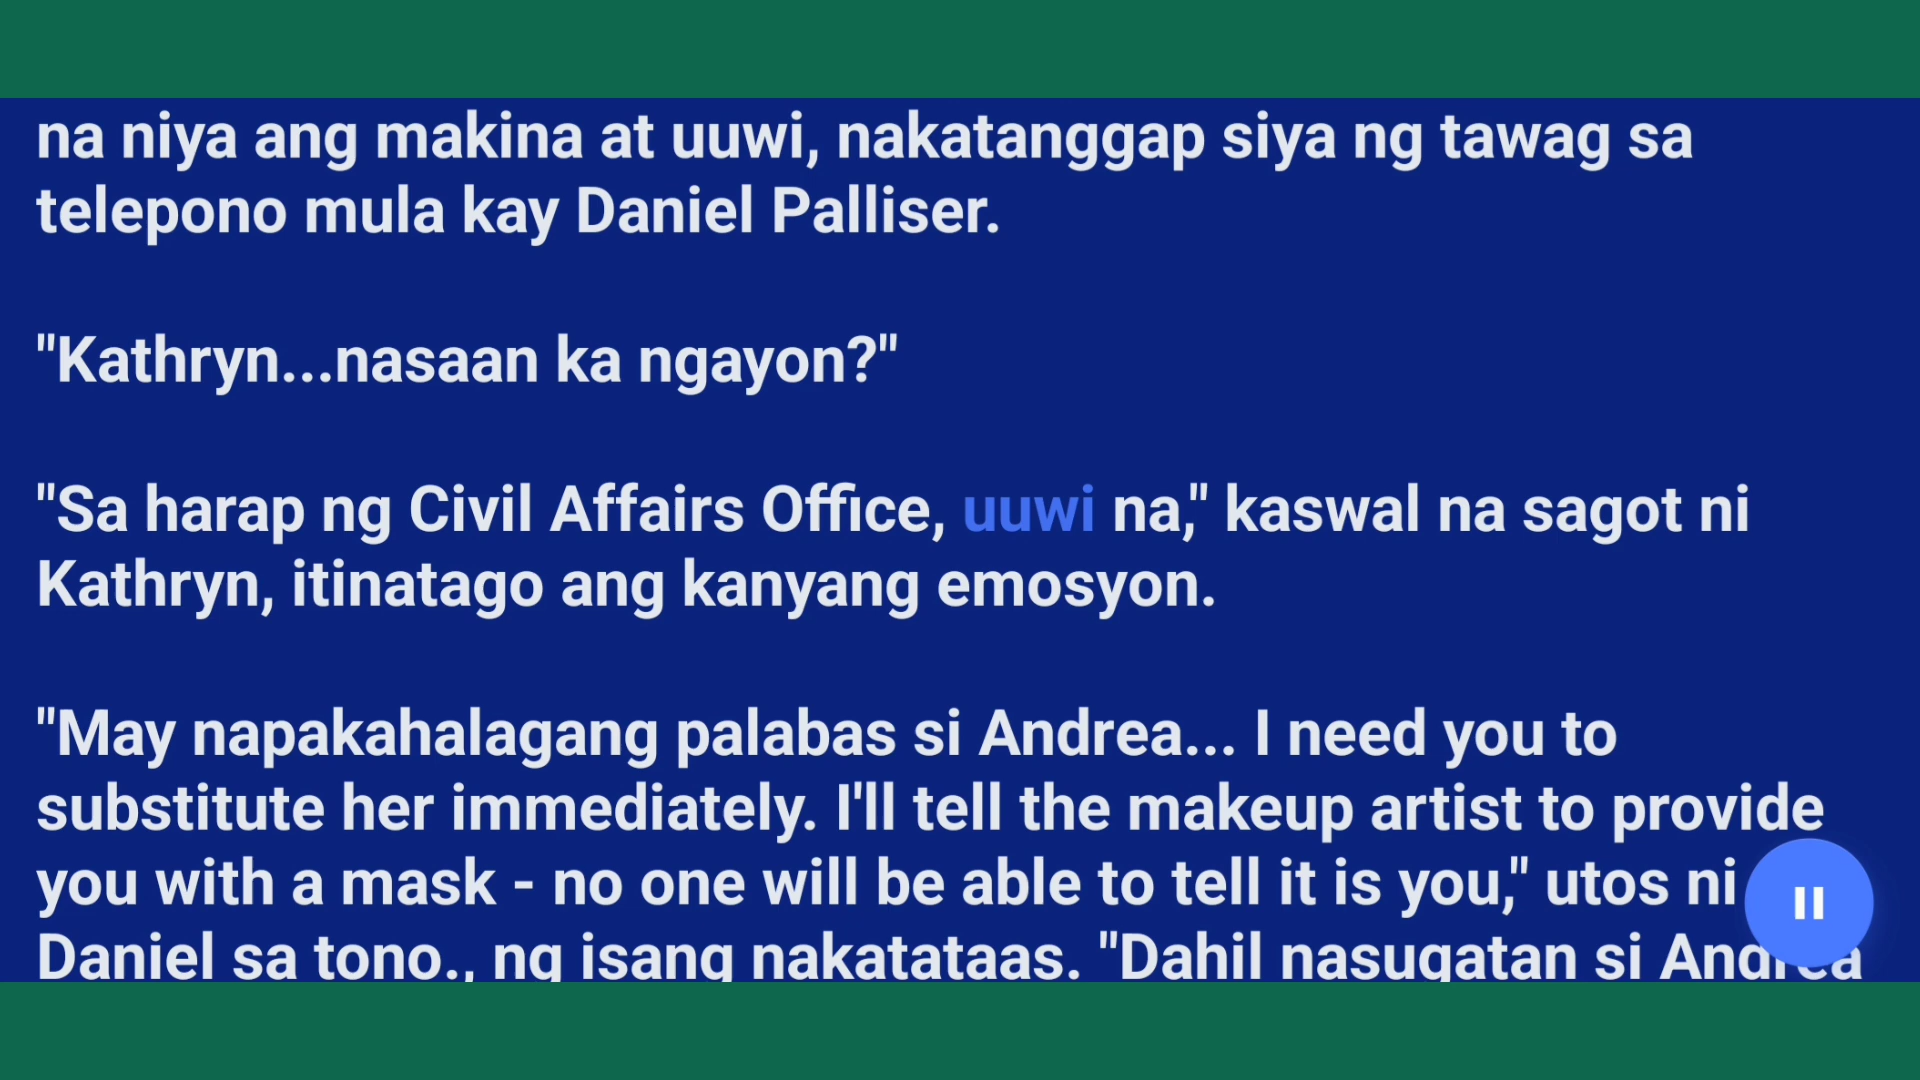 na niya ang makina at uuwi, nakatanggap siya ng tawag sa
telepono mula kay Daniel Palliser.
"Kathryn...nasaan ka ngayon?"
"Sa harap ng Civil Affairs Office, uuwi na," kaswal na sagot ni
Kathryn, itinatago ang kanyang emosyon.
"May napakahalagang palabas si Andrea... I need you to
substitute her immediately. I'll tell the makeup artist to provide
you with a mask - no one will be able to tell it is you," utos ni
Daniel sa tono., ng isang nakatataas. "Dahil nasugatan si Andrea